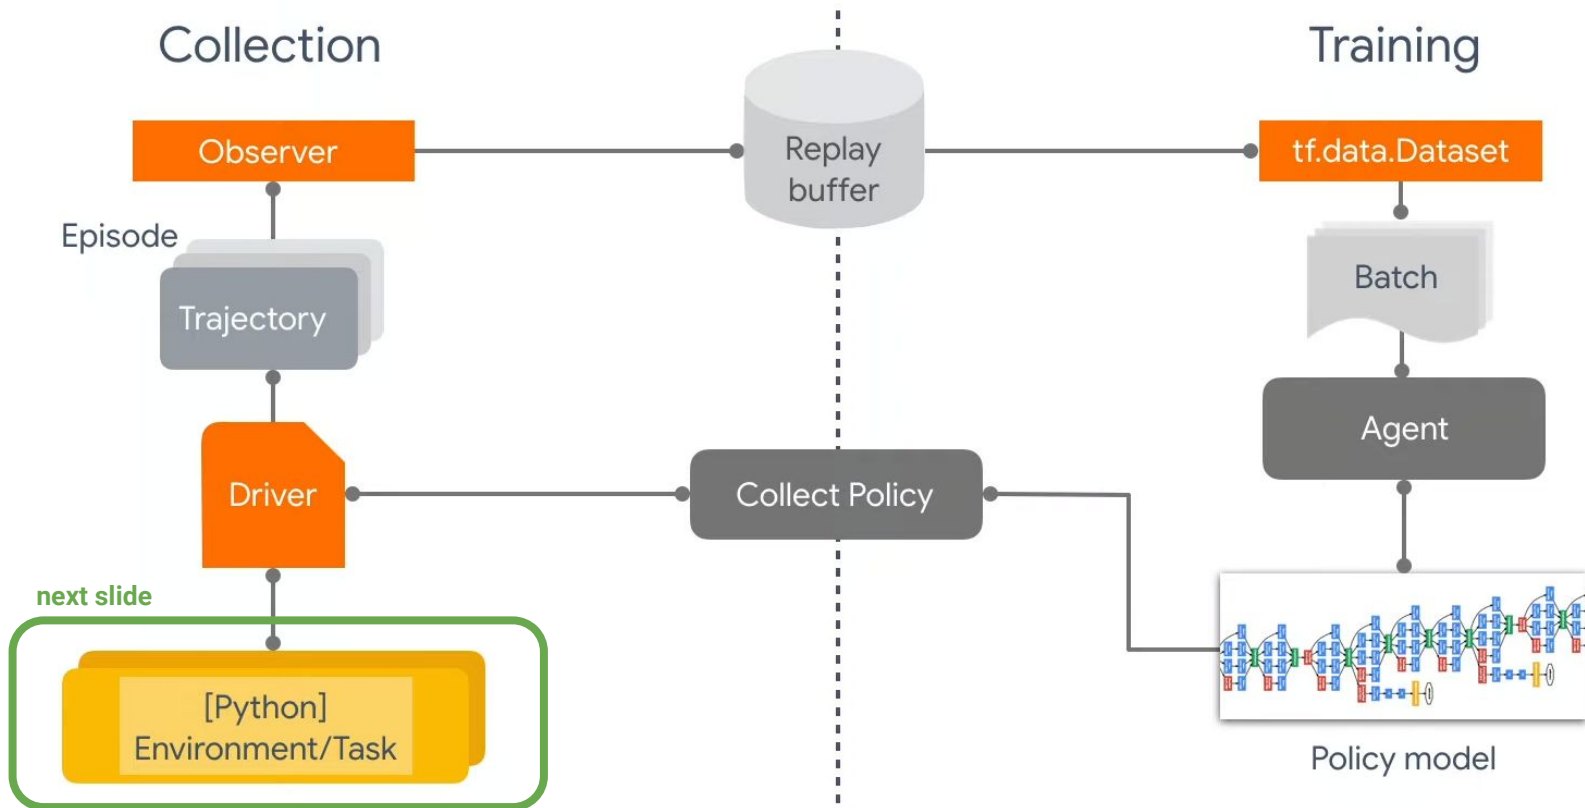 Collection
Training
Observer
Replay
buffer
tf.data.Dataset
Episode
Trajectory
Batch
Agent
Driver
Collect Policy
next slide
[Python]
Environment/Task
Policy model